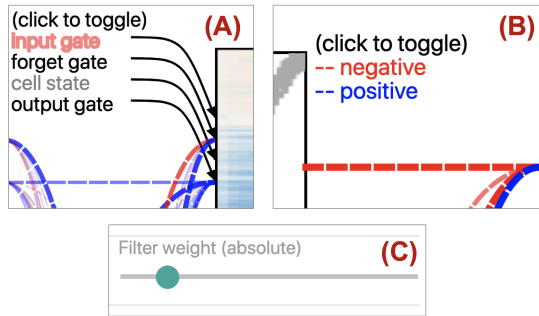 (click to toggle)
input gate
forget gate
cell state
output gate
(A)
(click to toggle)
-- negative
-- positive
(B)
Filter weight (absolute)
(C)